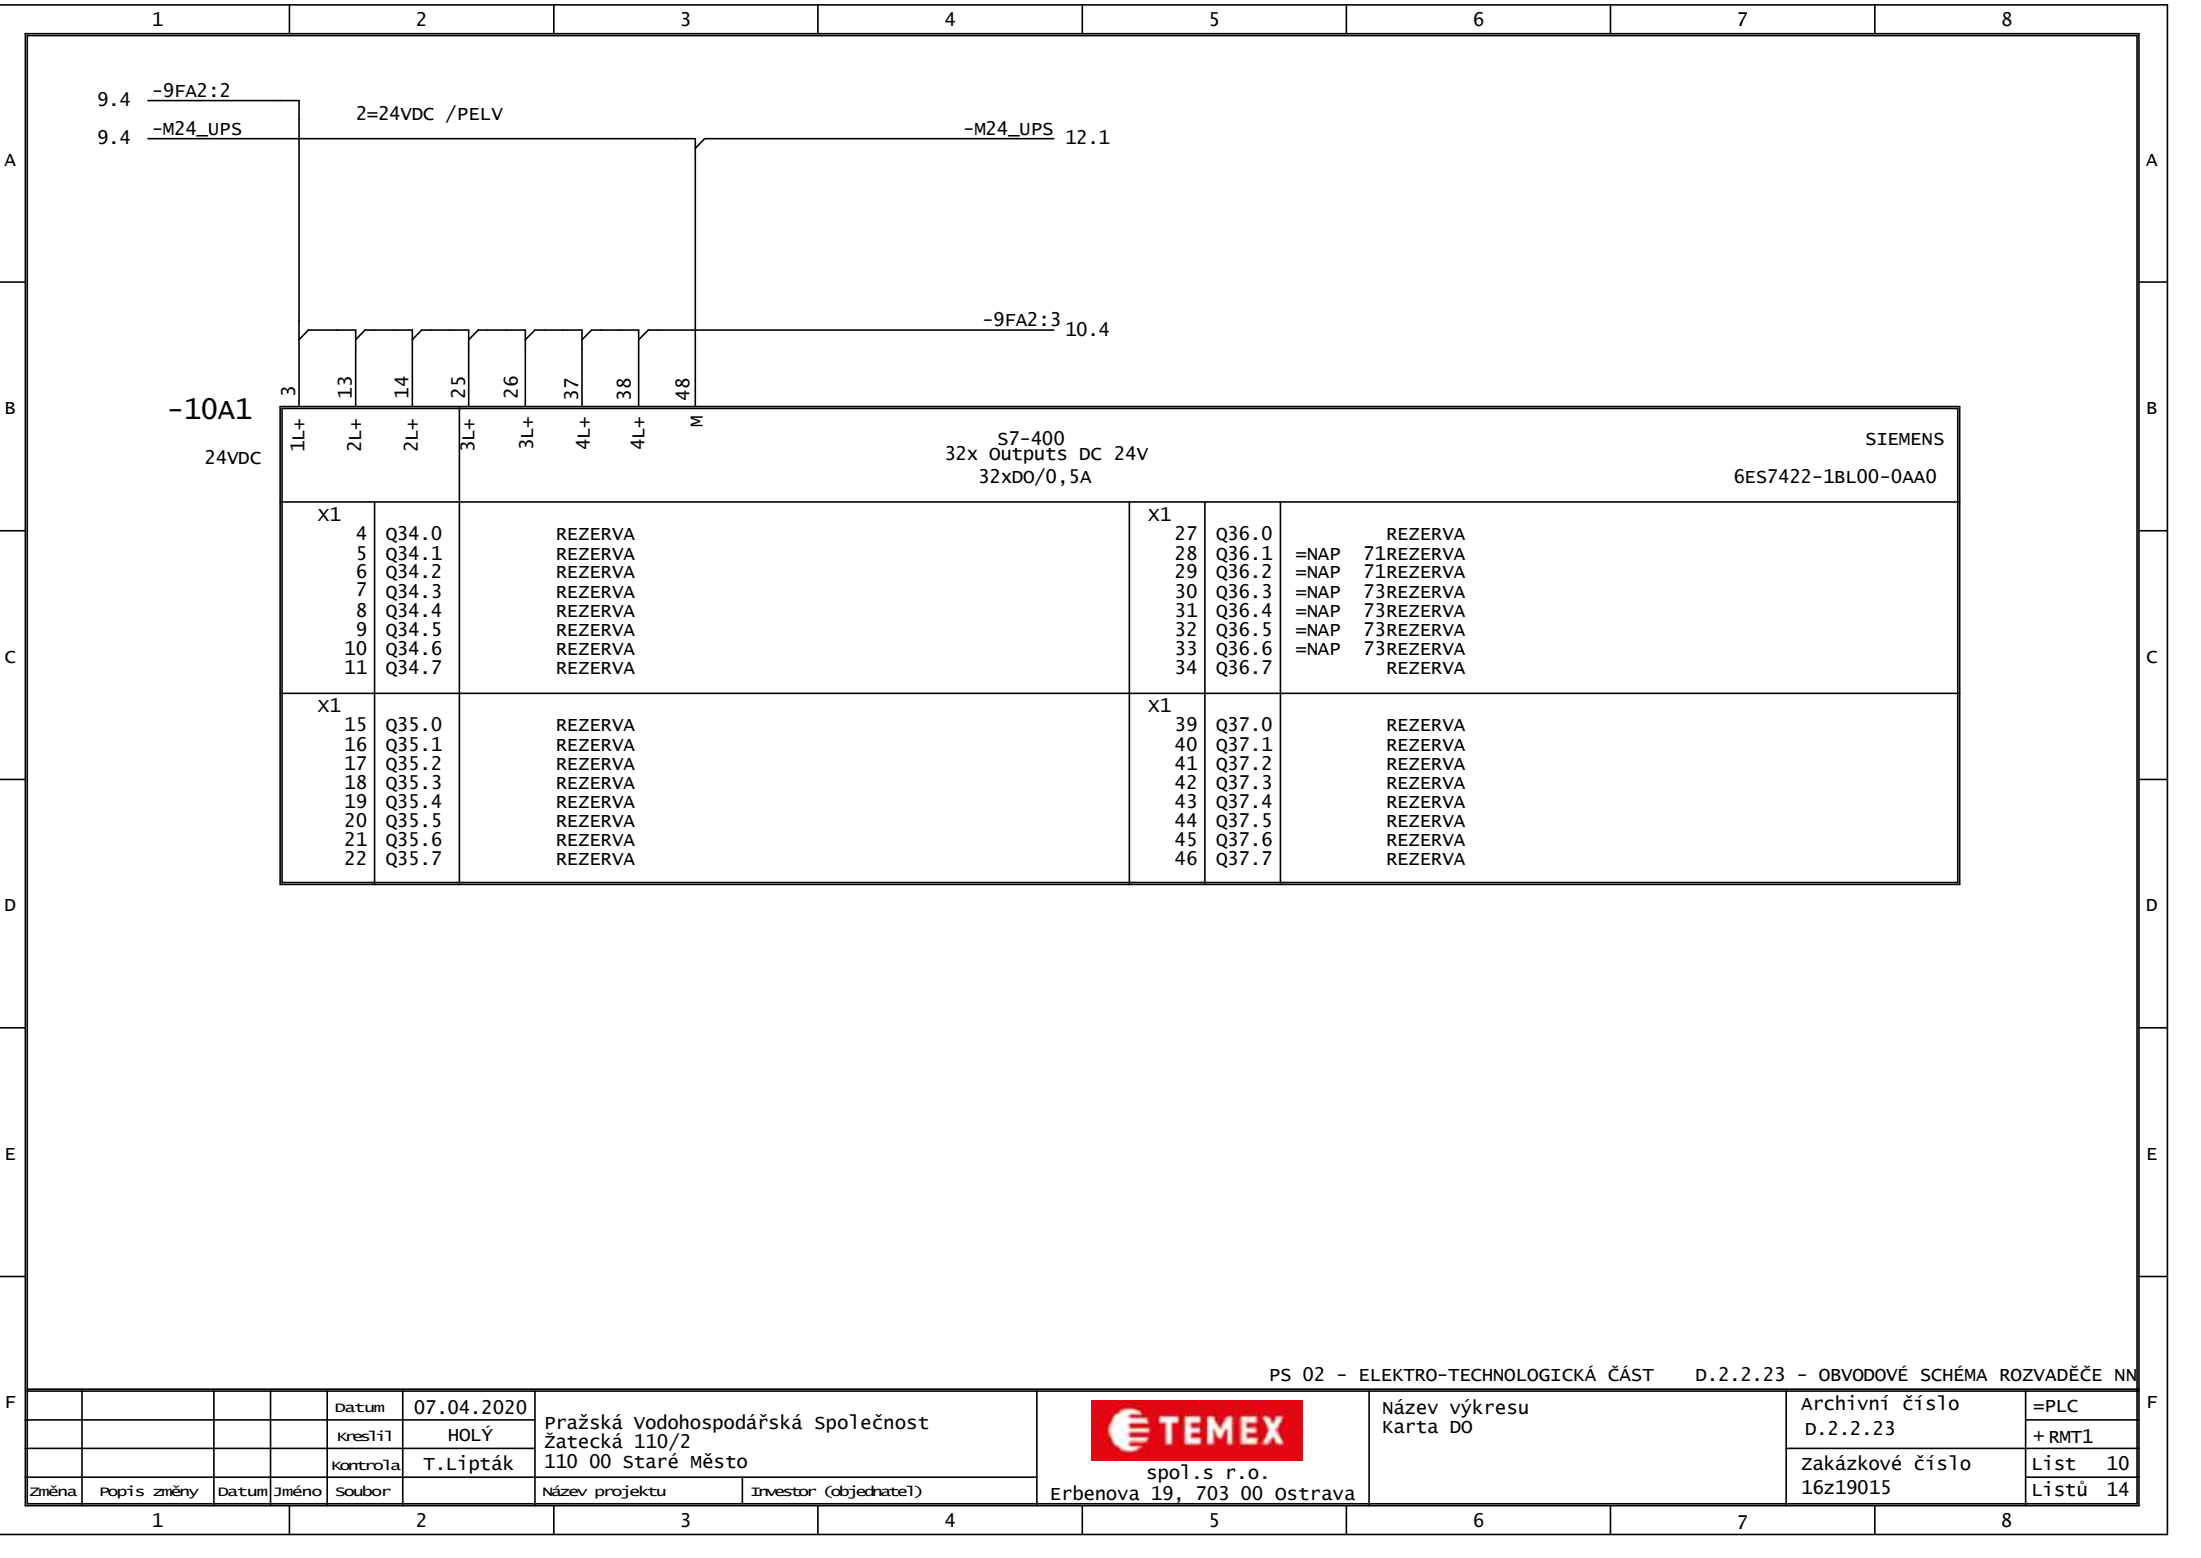 1 2 3 4 5 6 7 8
-9FA2:2
9.4
2=24VDC /PELV
-M24_UPS
9.4
-M24_UPS
12.1
A A
-9FA2:3
10.4
3 13 14 25 26 37 38 48
B B
-10A1
24VDC
1L+ 2L+ 2L+ 3L+ 3L+ 4L+ 4L+ M
S7-400
32x Outputs DC 24V
32xDO/0,5A
SIEMENS
6ES7422-1BL00-0AA0
X1
4 Q34.0 REZERVA
5 Q34.1 REZERVA
6 Q34.2 REZERVA
7 Q34.3 REZERVA
8 Q34.4 REZERVA
9 Q34.5 REZERVA
10 Q34.6 REZERVA
11 Q34.7 REZERVA
X1
27 Q36.0 REZERVA
28 Q36.1 =NAP 71REZERVA
29 Q36.2 =NAP 71REZERVA
30 Q36.3 =NAP 73REZERVA
31 Q36.4 =NAP 73REZERVA
32 Q36.5 =NAP 73REZERVA
33 Q36.6 =NAP 73REZERVA
34 Q36.7 REZERVA
C C
X1
15 Q35.0 REZERVA
16 Q35.1 REZERVA
17 Q35.2 REZERVA
18 Q35.3 REZERVA
19 Q35.4 REZERVA
20 Q35.5 REZERVA
21 Q35.6 REZERVA
22 Q35.7 REZERVA
X1
39 Q37.0 REZERVA
40 Q37.1 REZERVA
41 Q37.2 REZERVA
42 Q37.3 REZERVA
43 Q37.4 REZERVA
44 Q37.5 REZERVA
45 Q37.6 REZERVA
46 Q37.7 REZERVA
D D
E E
PS 02 - ELEKTRO-TECHNOLOGICKÁ ČÁST D.2.2.23 - OBVODOVÉ SCHÉMA ROZVADĚČE NN
F F
Datum 07.04.2020
Kreslil HOLÝ
Kontrola T.Lipták
Změna Popis změny Datum Jméno Soubor
Pražská Vodohospodářská Společnost
Žatecká 110/2
110 00 Staré Město
Název projektu Investor (objednatel)
TEMEX
spol.s r.o.
Erbenova 19, 703 00 Ostrava
Název výkresu
Karta DO
Archivní číslo
D.2.2.23
Zakázkové číslo
16z19015
=PLC
+RMT1
List 10
Listů 14
1 2 3 4 5 6 7 8